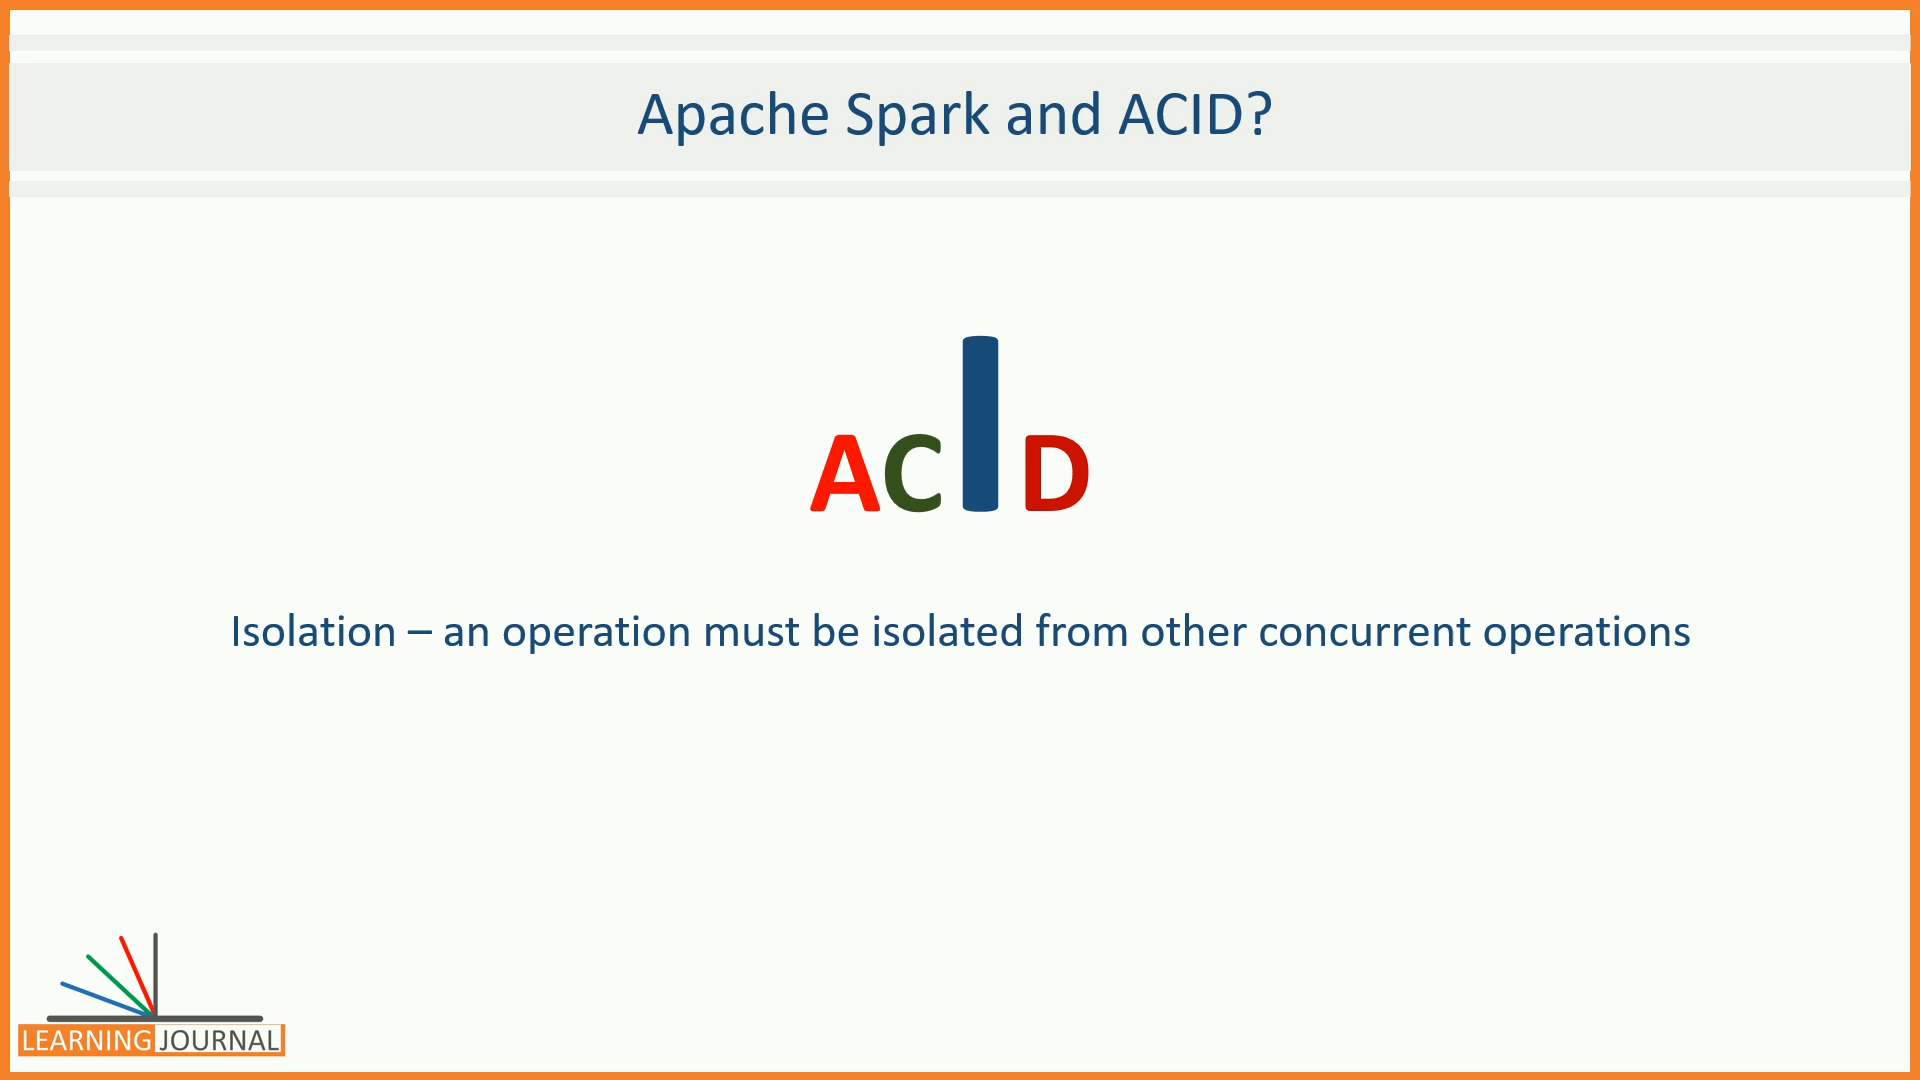 Apache Spark and ACID?
ACID
Isolation – an operation must be isolated from other concurrent operations
LEARNING JOURNAL